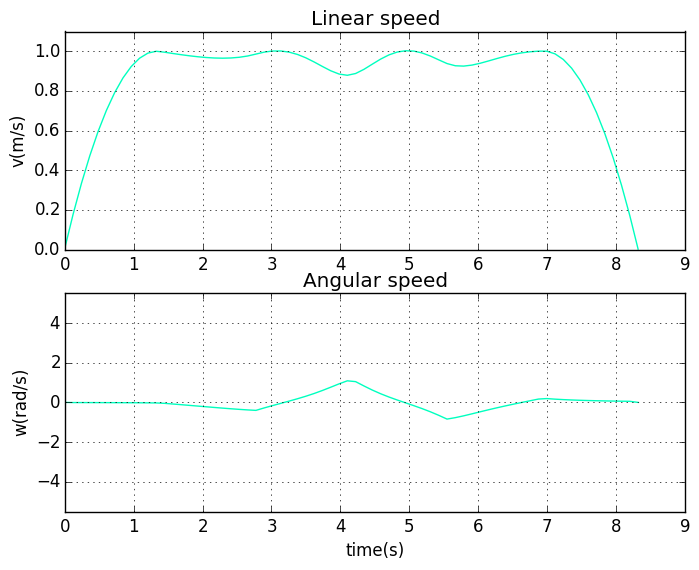 Linear speed
1.0
0.8
0.6
0.4
0.2
0.0
v(m/s)
0 1 2 3 4 5 6 7 8 9
Angular speed
4
2
0
−2
−4
w(rad/s)
0 1 2 3 4 5 6 7 8 9
time(s)